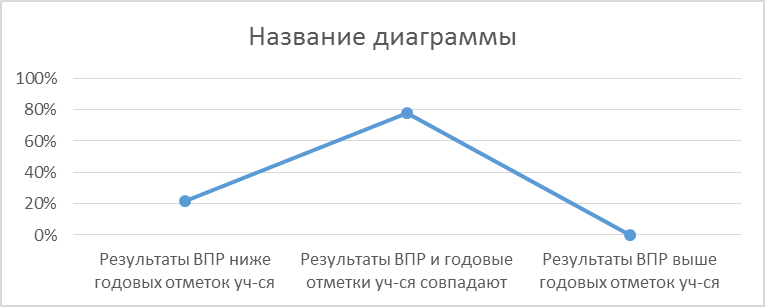 Название диаграммы
100%
80%
60%
40%
20%
0%
Результаты ВПР ниже
годовых отметок уч-ся
Результаты ВПР и годовые
отметки уч-ся совпадают
Результаты ВПР выше
годовых отметок уч-ся